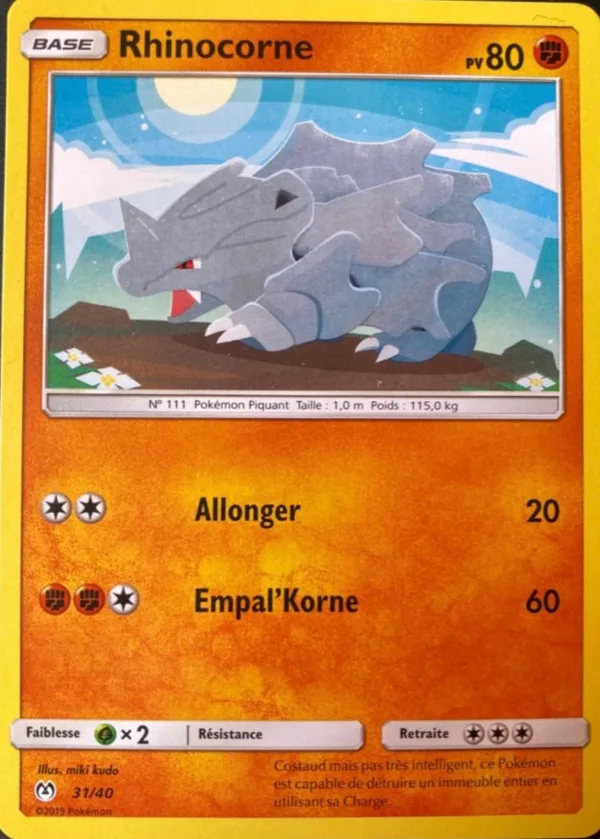 BASE Rhinocorne PV 80
N° 111 Pokémon Piquant Taille : 1,0 m Poids : 115,0 kg
Allonger 20
Empal'Korne 60
Faiblesse × 2 Résistance Retraite
Illus. miki kudo
31/40
©2019 Pokémon
Costaud mais pas très intelligent, ce Pokémon
est capable de détruire un immeuble entier en
utilisant sa Charge.